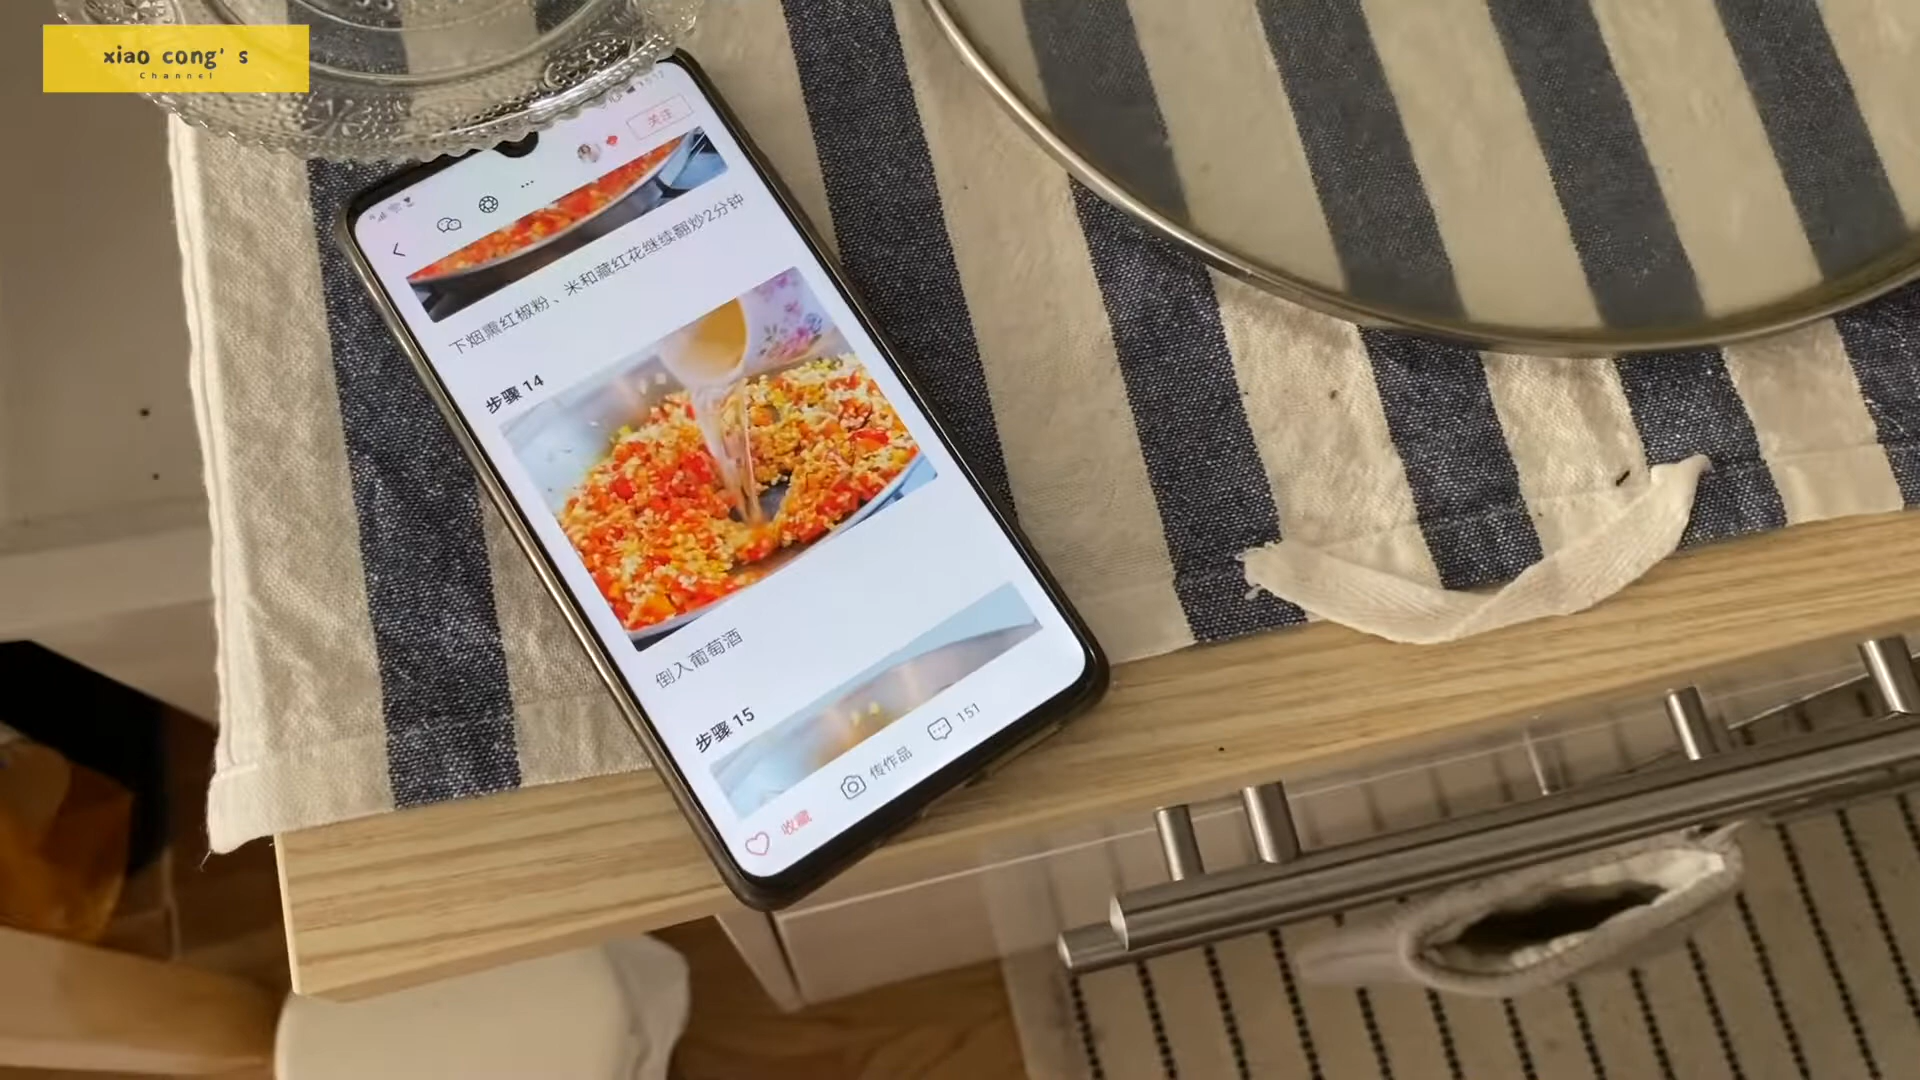 xiao cong's
Channel
关注
下烟熏红椒粉、米和藏红花继续翻炒2分钟
步骤 14
倒入葡萄酒
步骤 15
收藏
传作品
151